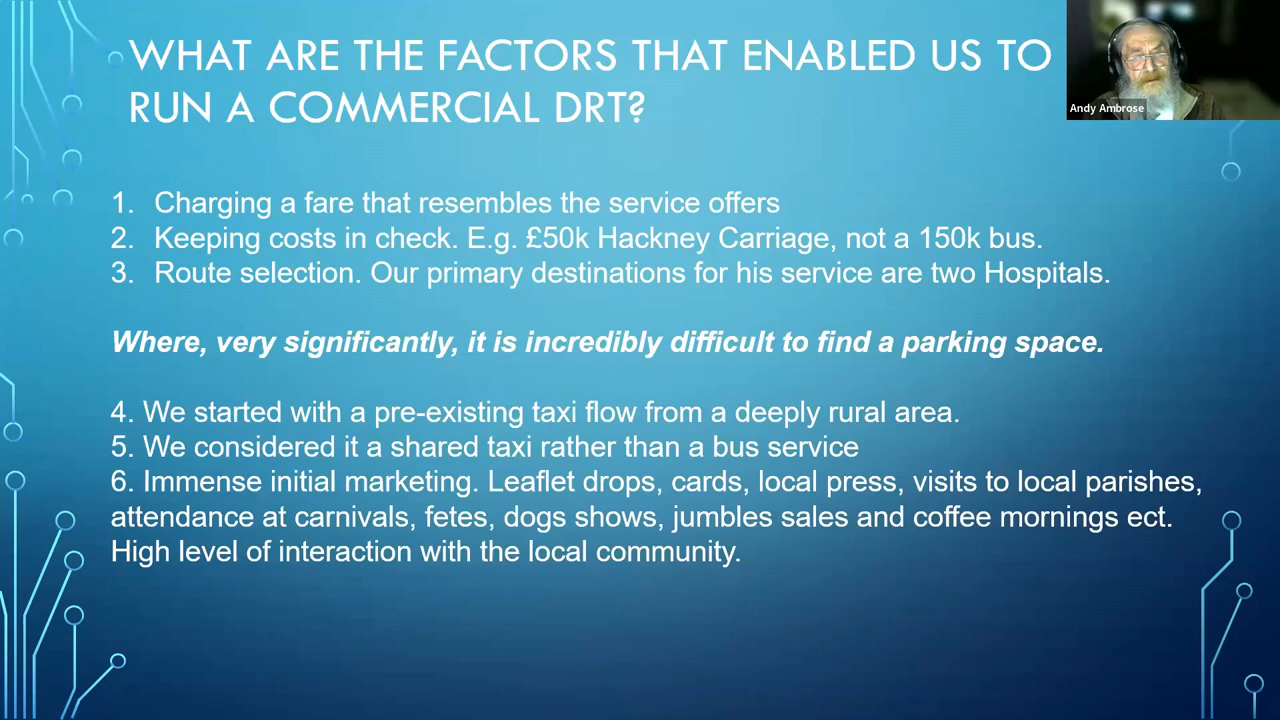 WHAT ARE THE FACTORS THAT ENABLED US TO
RUN A COMMERCIAL DRT?
Andy Ambrose
1. Charging a fare that resembles the service offers
2. Keeping costs in check. E.g. £50k Hackney Carriage, not a 150k bus.
3. Route selection. Our primary destinations for his service are two Hospitals.
Where, very significantly, it is incredibly difficult to find a parking space.
4. We started with a pre-existing taxi flow from a deeply rural area.
5. We considered it a shared taxi rather than a bus service
6. Immense initial marketing. Leaflet drops, cards, local press, visits to local parishes,
attendance at carnivals, fetes, dogs shows, jumbles sales and coffee mornings ect.
High level of interaction with the local community.